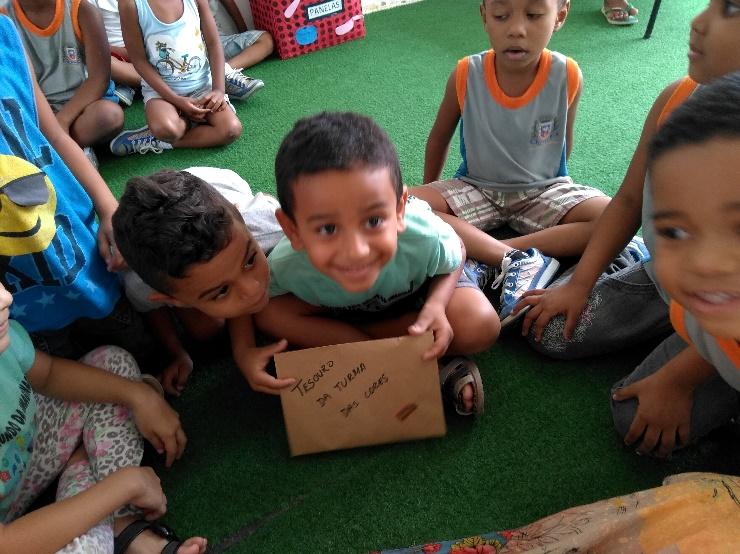 PANELAS
TESOURO
DA TURMA
DAS CORES